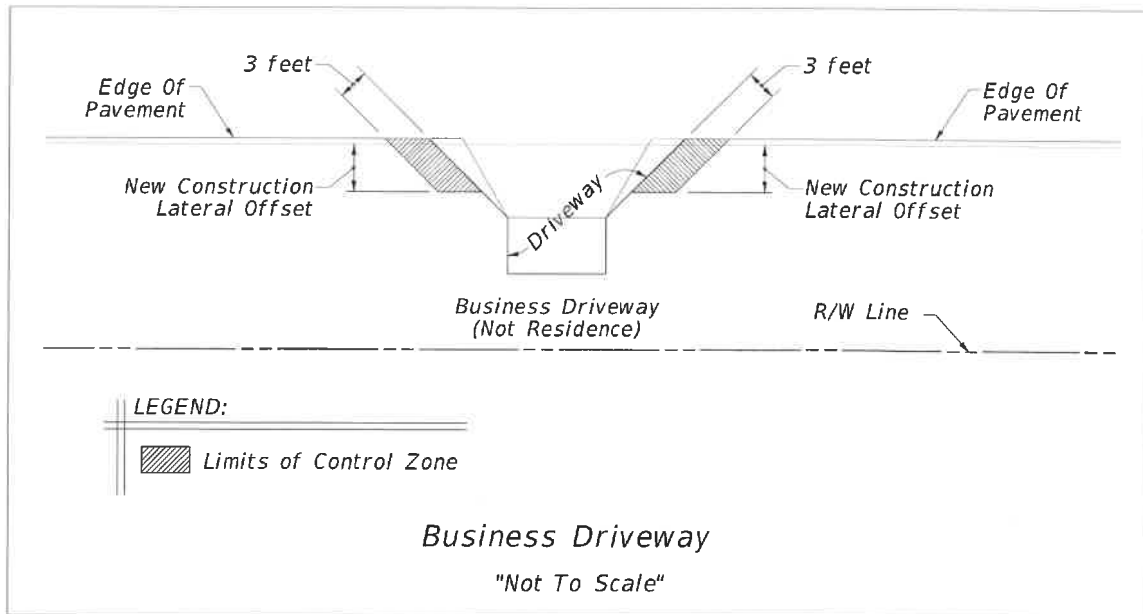 3 feet
3 feet
Edge Of
Pavement
Edge Of
Pavement
New Construction
Lateral Offset
Driveway
New Construction
Lateral Offset
Business Driveway
(Not Residence)
R/W Line
LEGEND:
Limits of Control Zone
Business Driveway
"Not To Scale"